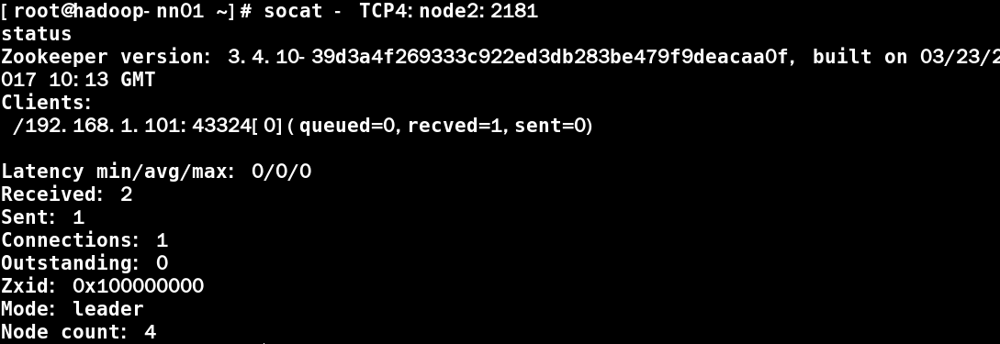 [root@hadoop-nn01 ~]# socat - TCP4:node2:2181
status
Zookeeper version: 3.4.10-39d3a4f269333c922ed3db283be479f9deacaa0f, built on 03/23/2
017 10:13 GMT
Clients:
 /192.168.1.101:43324[0](queued=0,recved=1,sent=0)

Latency min/avg/max: 0/0/0
Received: 2
Sent: 1
Connections: 1
Outstanding: 0
Zxid: 0x100000000
Mode: leader
Node count: 4